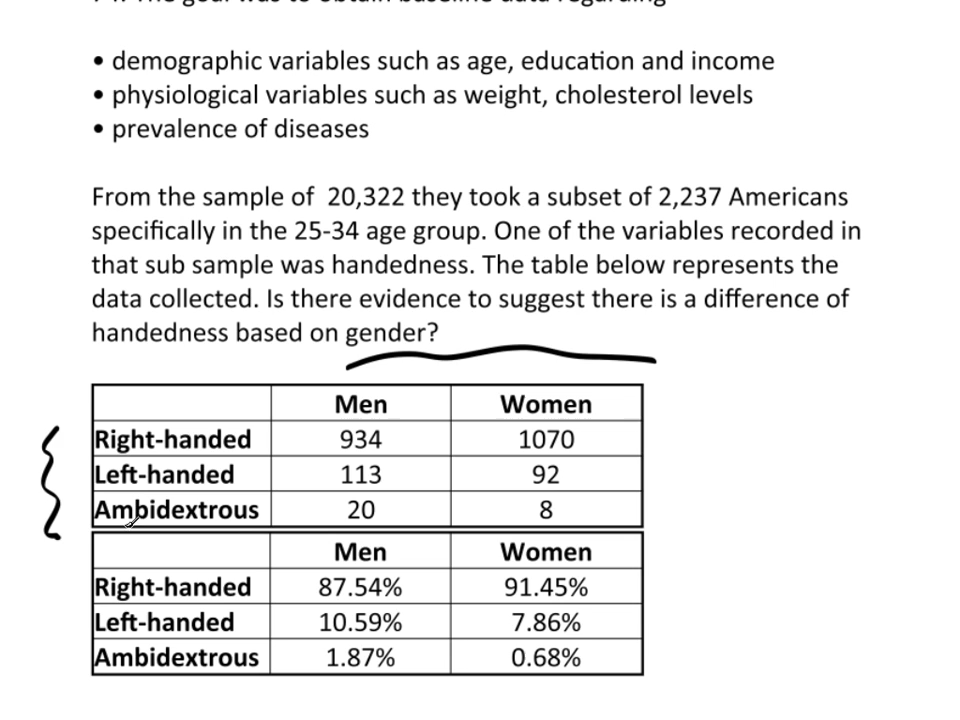 • demographic variables such as age, education and income
• physiological variables such as weight, cholesterol levels
• prevalence of diseases
From the sample of 20,322 they took a subset of 2,237 Americans
specifically in the 25-34 age group. One of the variables recorded in
that sub sample was handedness. The table below represents the
data collected. Is there evidence to suggest there is a difference of
handedness based on gender?
Men Women
Right-handed 934 1070
Left-handed 113 92
Ambidextrous 20 8
Men Women
Right-handed 87.54% 91.45%
Left-handed 10.59% 7.86%
Ambidextrous 1.87% 0.68%